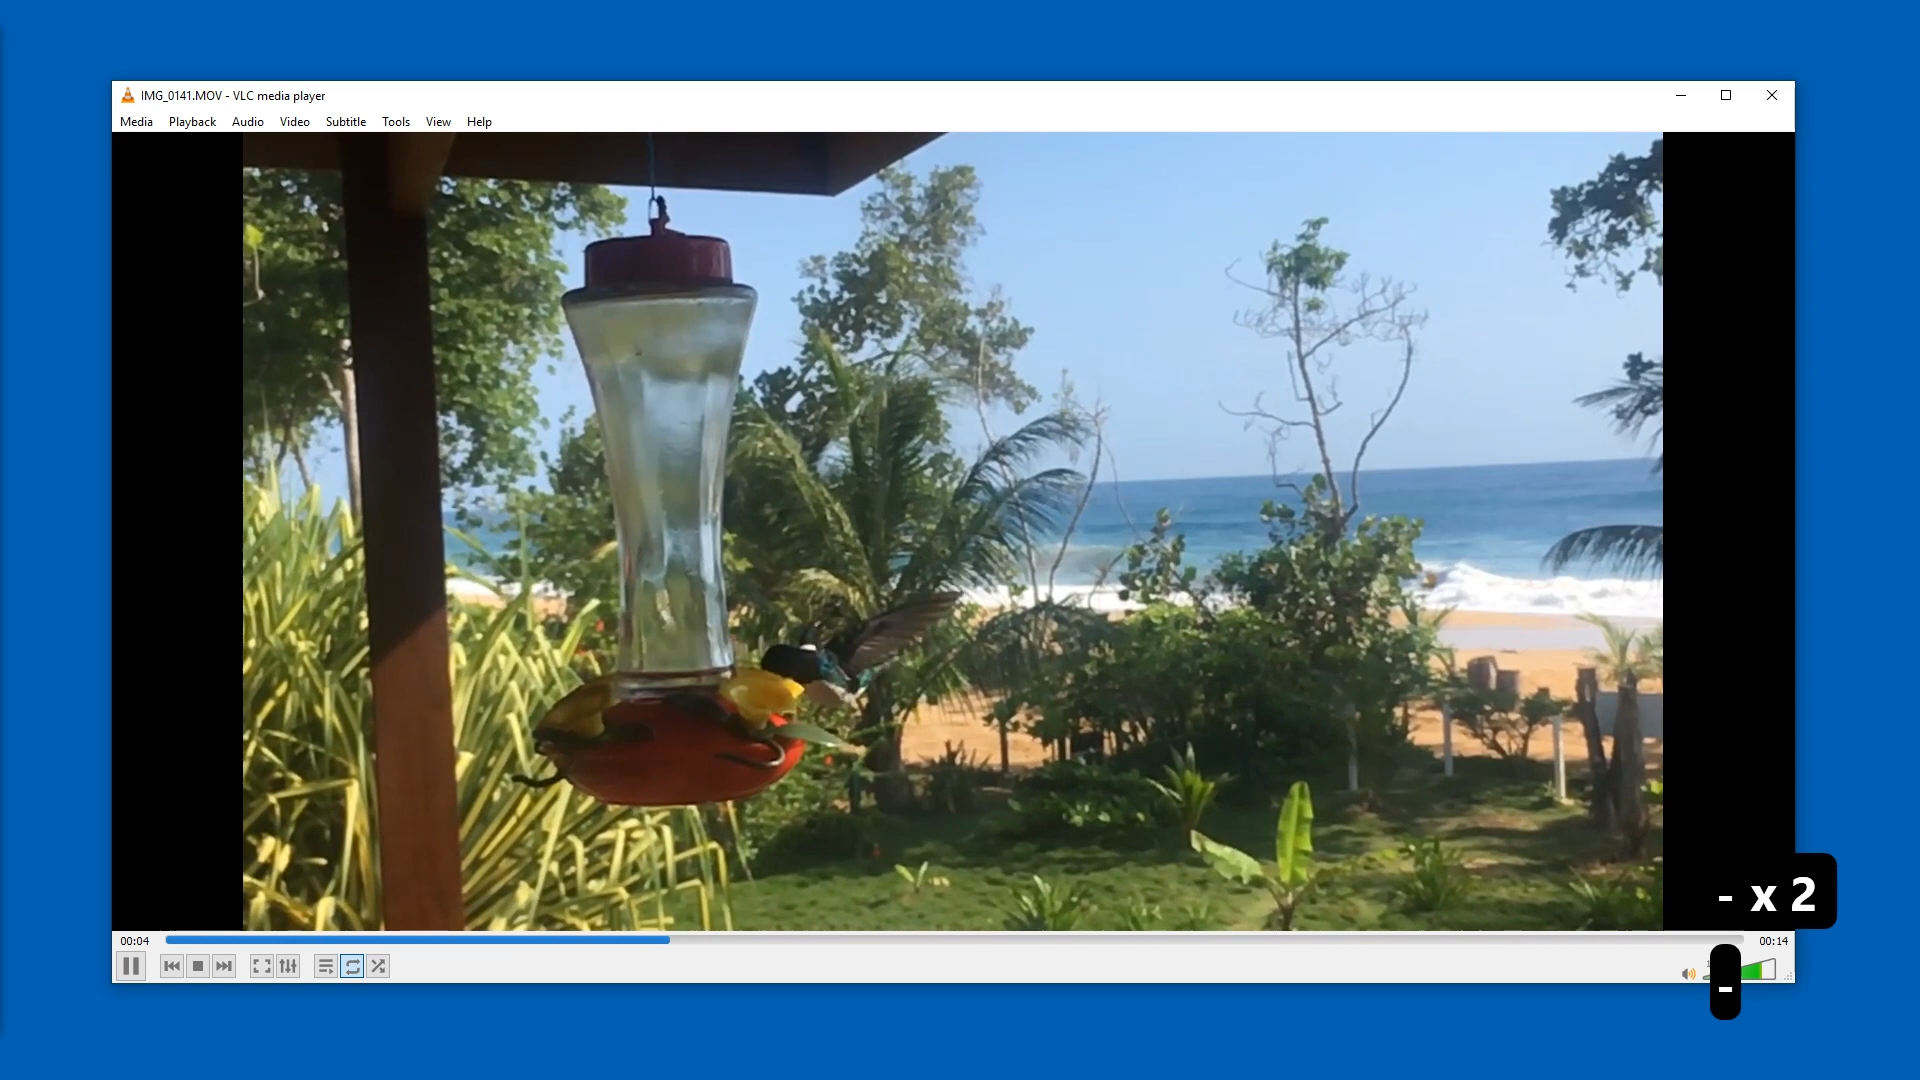 IMG_0141.MOV - VLC media player
Media Playback Audio Video Subtitle Tools View Help
- x 2
00:04
00:14
-